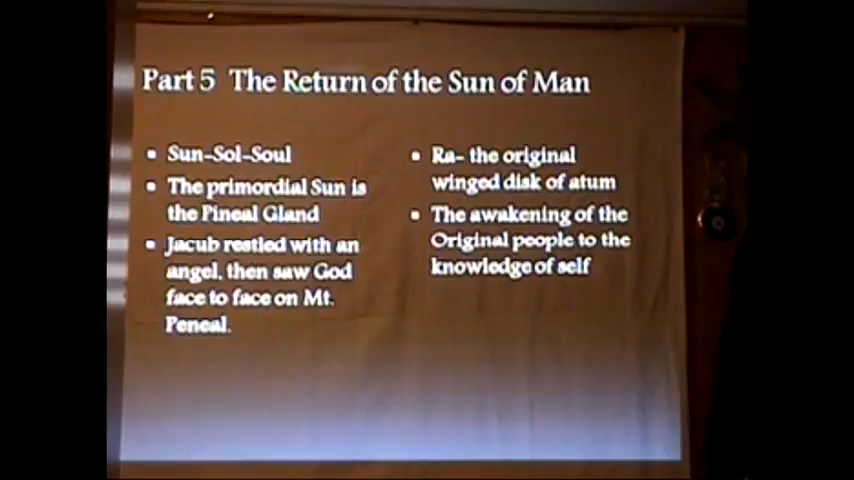 Part 5 The Return of the Sun of Man
Sun-Sol-Soul
The primordial Sun is
the Pineal Gland
Jacub restled with an
angel, then saw God
face to face on Mt.
Peneal.
Ra- the original
winged disk of atum
The awakening of the
Original people to the
knowledge of self